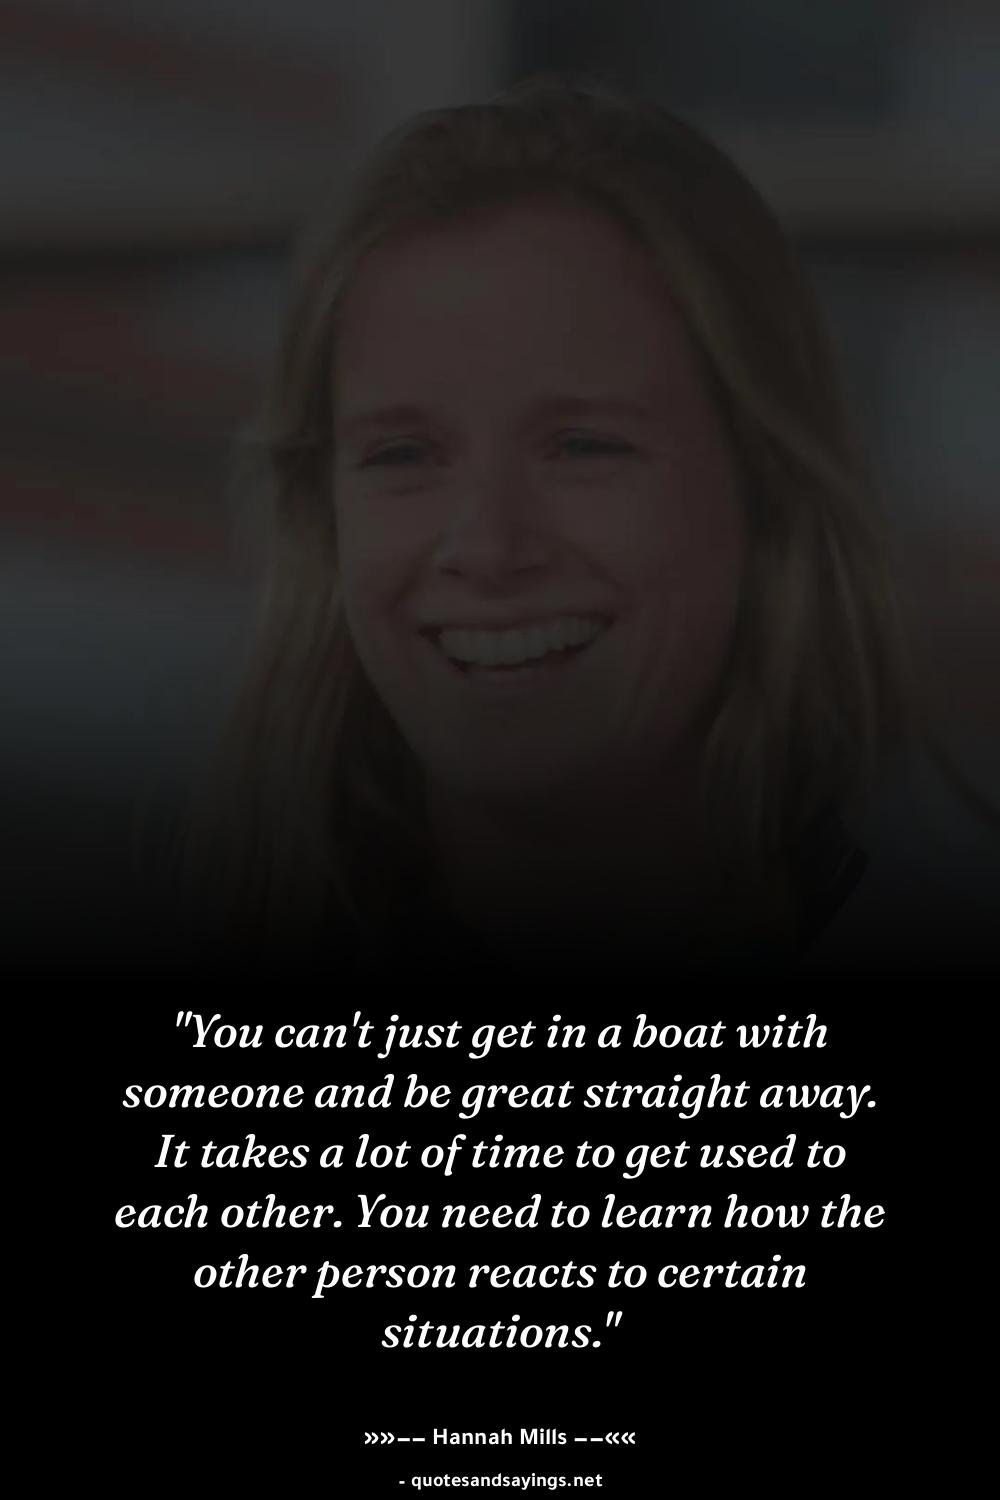 "You can't just get in a boat with
someone and be great straight away.
It takes a lot of time to get used to
each other. You need to learn how the
other person reacts to certain
situations."
»»−− Hannah Mills −−««
- quotesandsayings.net